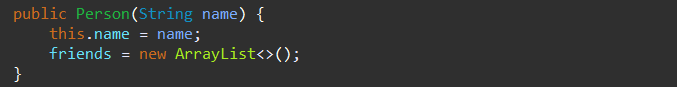 public Person(String name) {
    this.name = name;
    friends = new ArrayList<>();
}